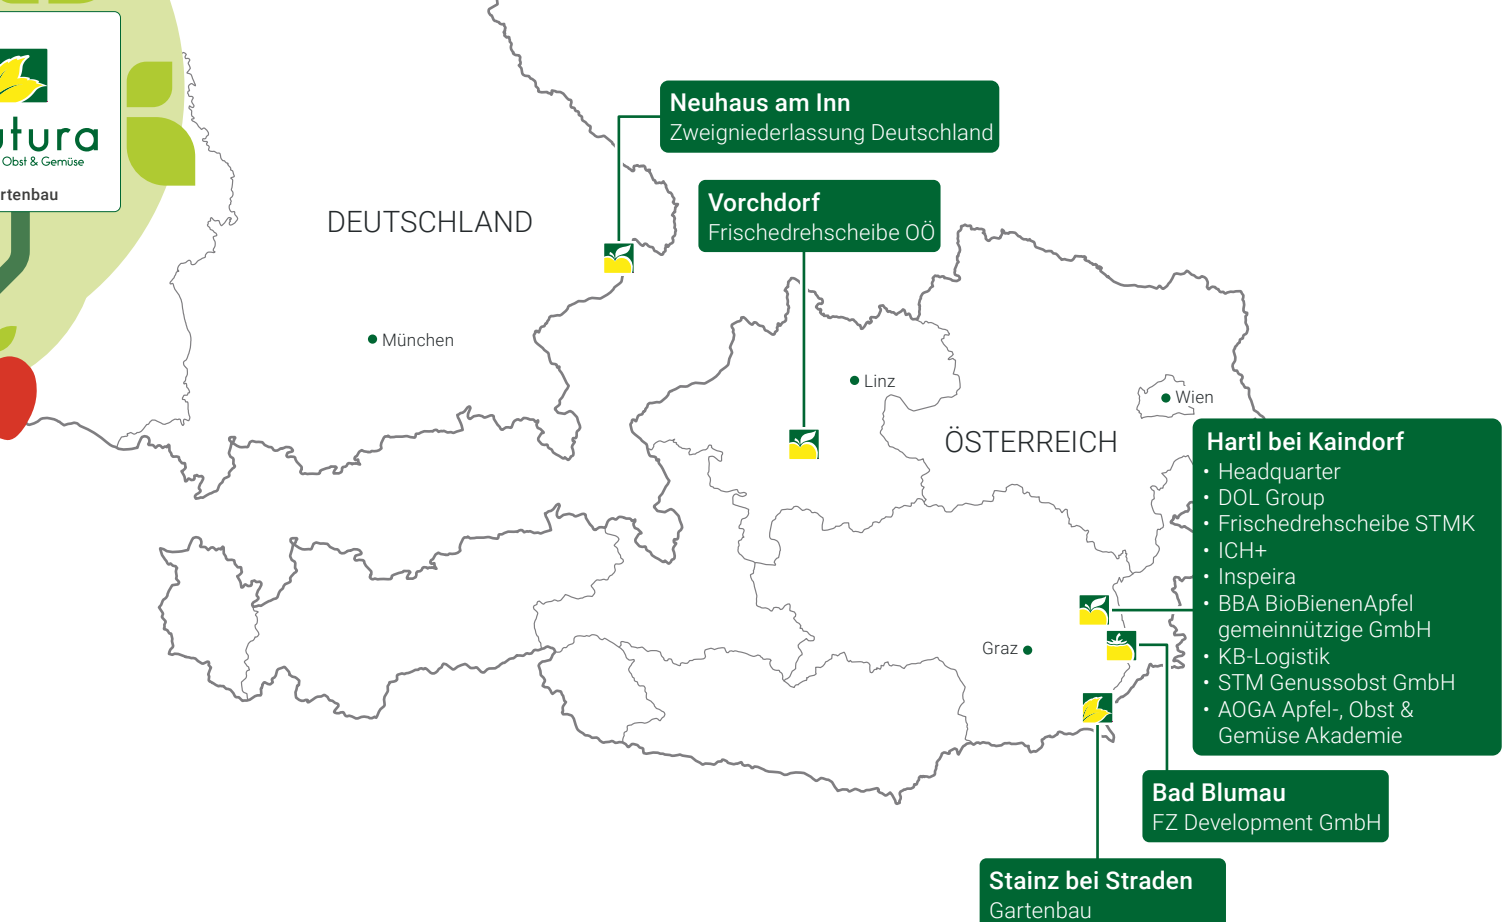 Obst & Gemüse
Neuhaus am Inn
Zweigniederlassung Deutschland
Vorchdorf
Frischedrehscheibe OÖ
DEUTSCHLAND
München
Linz
Wien
ÖSTERREICH
Hartl bei Kaindorf
· Headquarter
· DOL Group
· Frischedrehscheibe STMK
· ICH+
· Inspeira
· BBA BioBienenApfel
gemeinnützige GmbH
· KB-Logistik
· STM Genussobst GmbH
· AOGA Apfel-, Obst &
Gemüse Akademie
Graz
Bad Blumau
FZ Development GmbH
Stainz bei Straden
Gartenbau